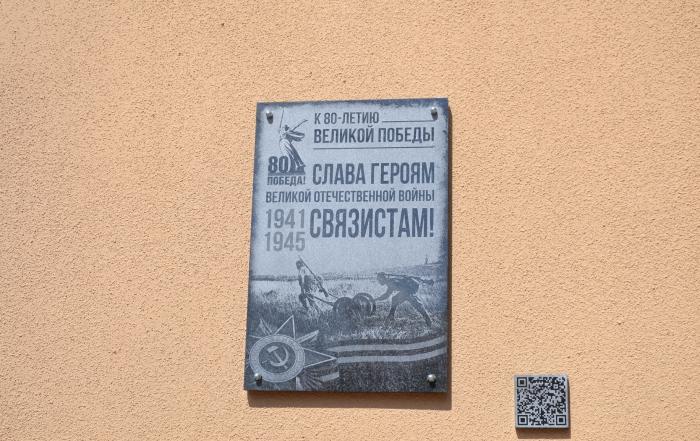 К 80-ЛЕТИЮ
ВЕЛИКОЙ ПОБЕДЫ
80
ПОБЕДА!
СЛАВА ГЕРОЯМ
ВЕЛИКОЙ ОТЕЧЕСТВЕННОЙ ВОЙНЫ
1941
1945
СВЯЗИСТАМ!